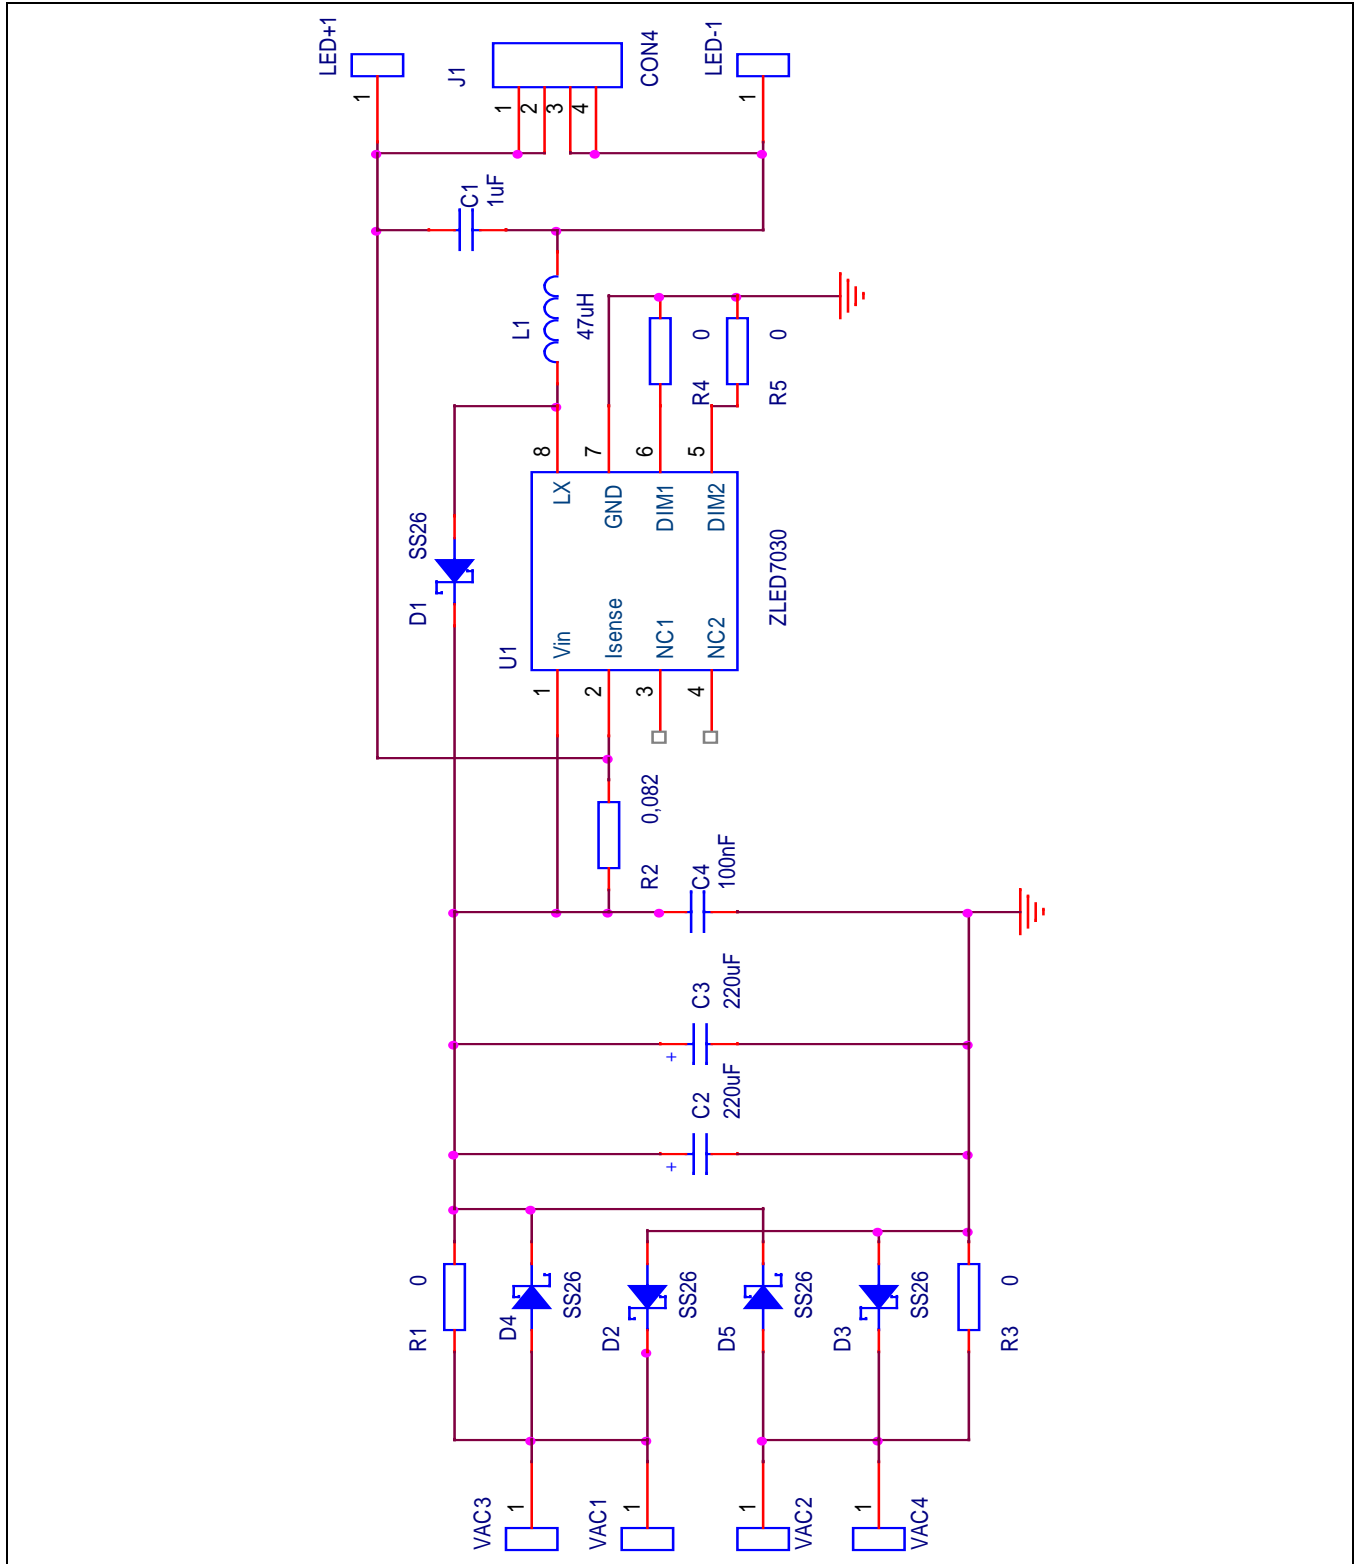 LED+1
1
J1
CON4
1
2
3
4
LED-1
1
C1
1uF
L1
47uH
R4
0
R5
0
D1
SS26
U1
ZLED7030
8
7
6
5
LX
GND
DIM1
DIM2
Vin
Isense
NC1
NC2
1
2
3
4
R2
0,082
C4
100nF
+
C3
220uF
+
C2
220uF
R1
0
D4
SS26
D2
SS26
D5
SS26
D3
SS26
R3
0
VAC3
1
VAC1
1
VAC2
1
VAC4
1